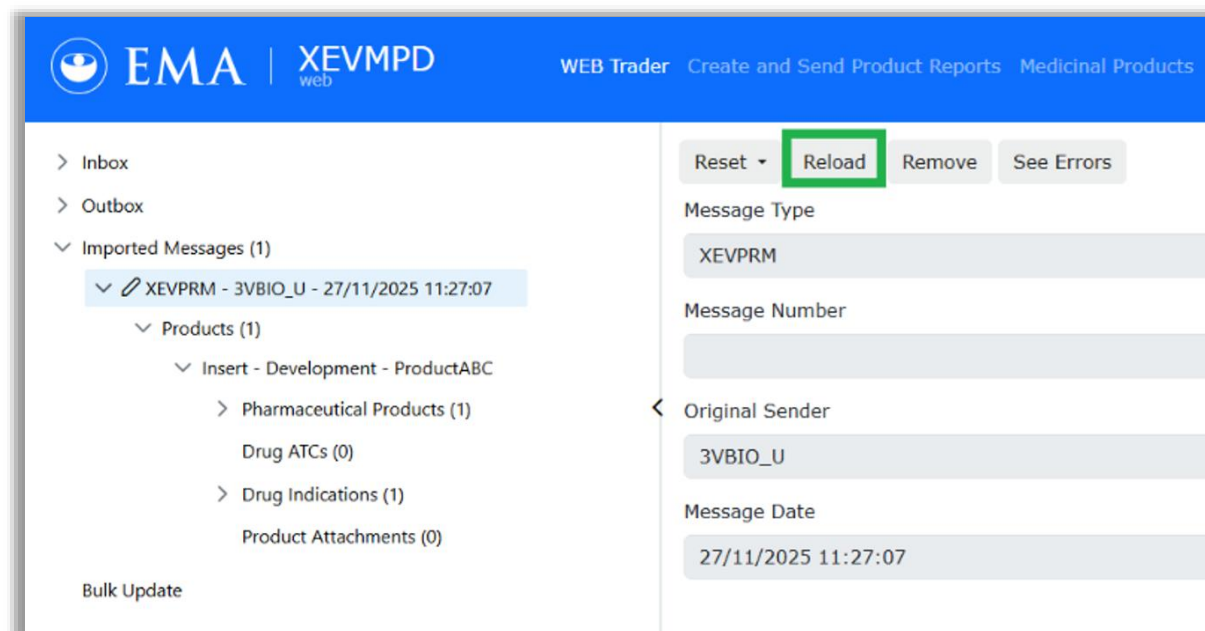 EMA | XEVMPD
web
WEB Trader Create and Send Product Reports Medicinal Products
Inbox
Outbox
Imported Messages (1)
XEVPRM - 3VBIO_U - 27/11/2025 11:27:07
Products (1)
Insert - Development - ProductABC
Pharmaceutical Products (1)
Drug ATCs (0)
Drug Indications (1)
Product Attachments (0)
Bulk Update
Reset Reload Remove See Errors
Message Type
XEVPRM
Message Number
Original Sender
3VBIO_U
Message Date
27/11/2025 11:27:07